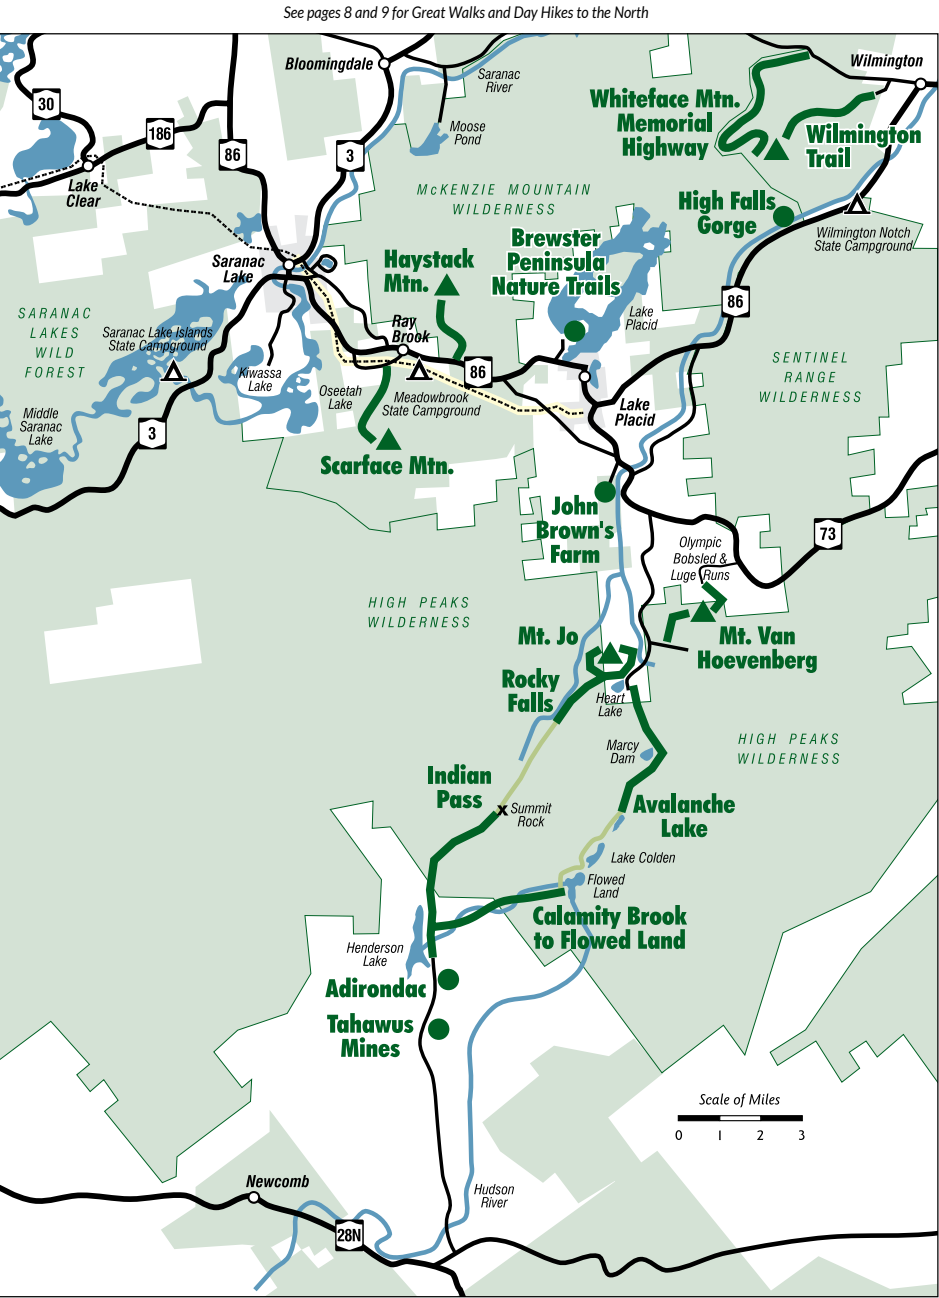 See pages 8 and 9 for Great Walks and Day Hikes to the North
Bloomingdale
Wilmington
Saranac
River
30
Whiteface Mtn.
Memorial
Highway
186
Moose
Pond
Wilmington
Trail
86
3
Lake
Clear
McKENZIE MOUNTAIN
WILDERNESS
High Falls
Gorge
Wilmington Notch
State Campground
Brewster
Peninsula
Nature Trails
Saranac
Lake
Haystack
Mtn.
86
Lake
Placid
SARANAC
LAKES
WILD
FOREST
Saranac Lake Islands
State Campground
Ray
Brook
SENTINEL
RANGE
WILDERNESS
86
Kiwassa
Lake
Oseetah
Lake
Meadowbrook
State Campground
Lake
Placid
Middle
Saranac
Lake
3
Scarface Mtn.
John
Brown's
Farm
73
Olympic
Bobsled &
Luge Runs
HIGH PEAKS
WILDERNESS
Mt. Jo
Mt. Van
Hoevenberg
Rocky
Falls
Heart
Lake
Marcy
Dam
HIGH PEAKS
WILDERNESS
Indian
Pass
x Summit
Rock
Avalanche
Lake
Lake Colden
Flowed
Land
Calamity Brook
to Flowed Land
Henderson
Lake
Adirondac
Tahawus
Mines
Scale of Miles
0 1 2 3
Newcomb
Hudson
River
28N